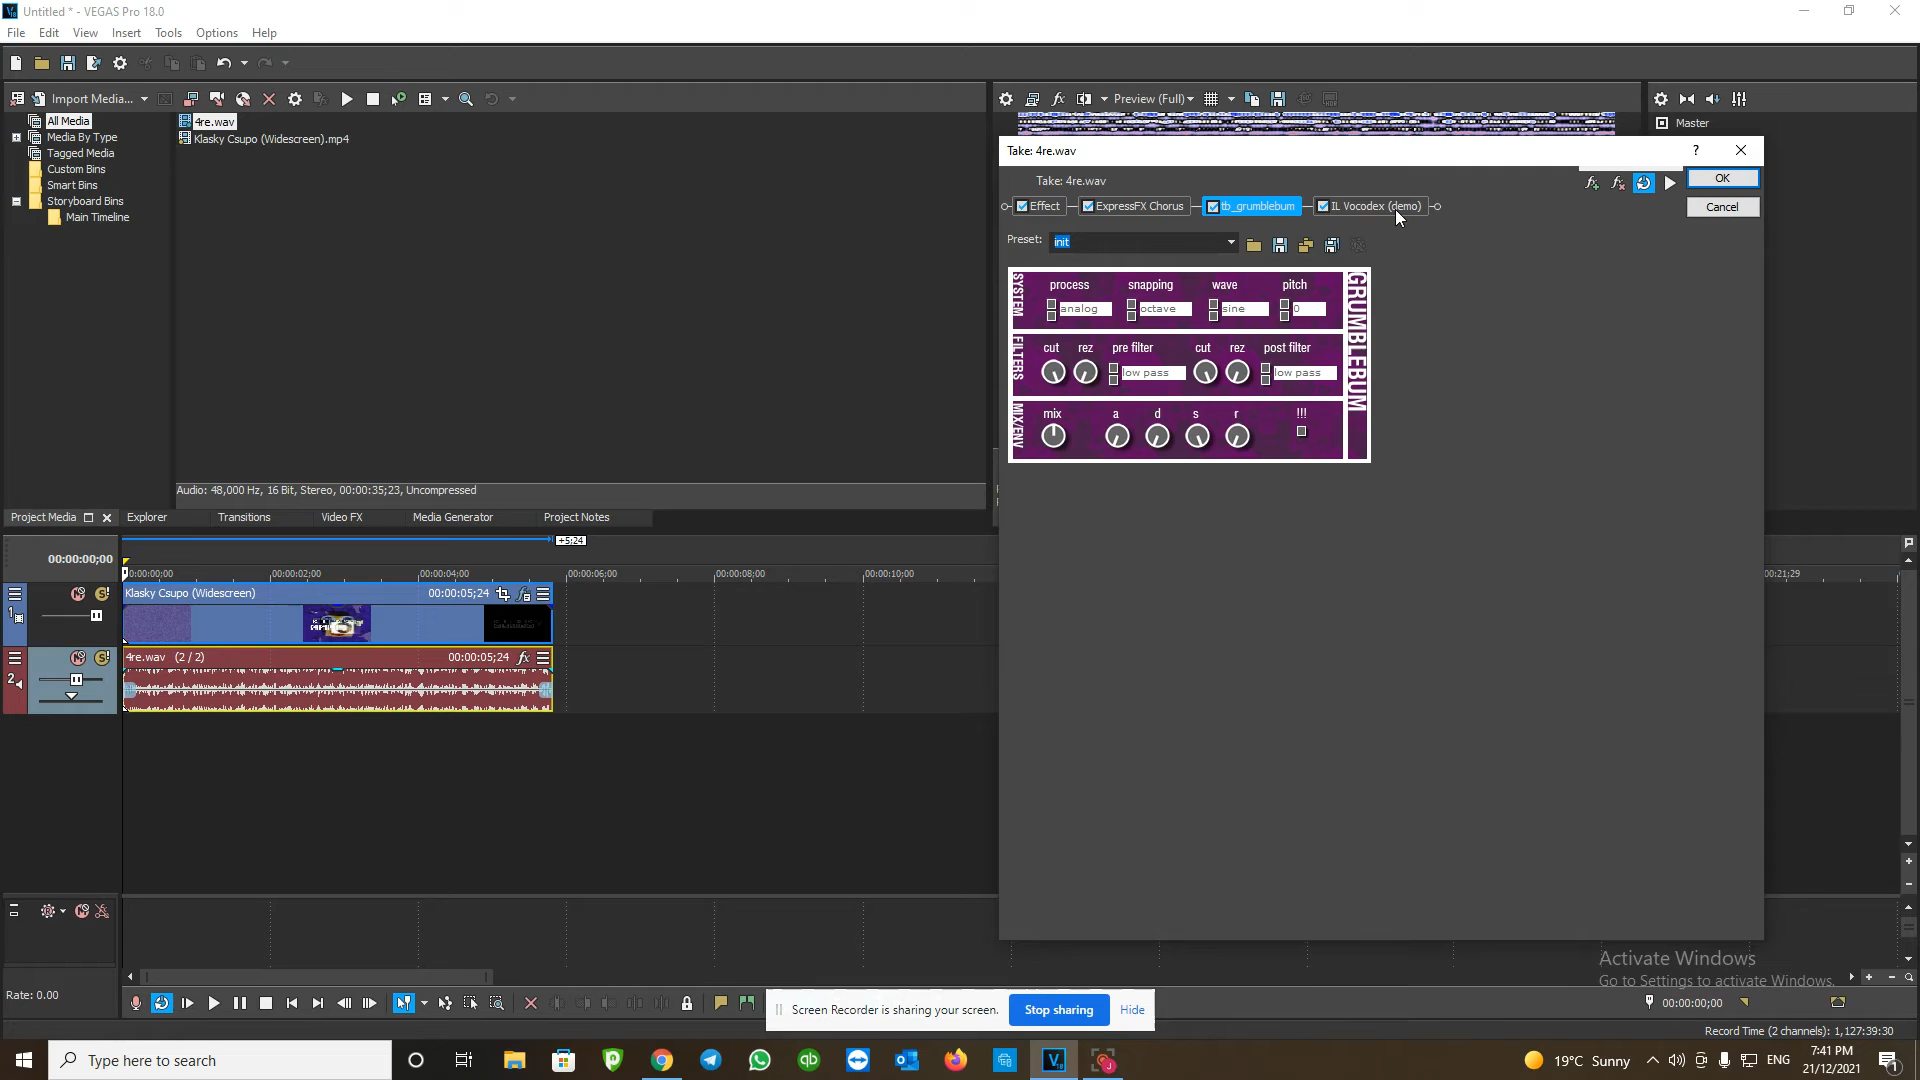 Untitled * - VEGAS Pro 18.0
File Edit View Insert Tools Options Help
Import Media...
Preview (Full)
All Media
Media By Type
Tagged Media
Custom Bins
Smart Bins
Storyboard Bins
Main Timeline
4re.wav
Klasky Csupo (Widescreen).mp4
Audio: 48,000 Hz, 16 Bit, Stereo, 00:00:35;23, Uncompressed
Project Media
Explorer
Transitions
Video FX
Media Generator
Project Notes
Master
Take: 4re.wav
?
Take: 4re.wav
OK
Cancel
Effect
ExpressFX Chorus
tb_grumblebum
IL Vocodex (demo)
Preset:
init
SYSTEM
process
snapping
wave
pitch
analog
octave
sine
0
FILTERS
cut
rez
pre filter
cut
rez
post filter
low pass
low pass
MIX/ENV
mix
a
d
s
r
!!!
GRUMBLEBUM
00:00:00;00
+5;24
00:00:00;00
00:00:02;00
00:00:04;00
00:00:06;00
00:00:08;00
00:00:10;00
00:21;29
1
Klasky Csupo (Widescreen)
00:00:05;24
2
4re.wav (2 / 2)
00:00:05;24
fx
Rate: 0.00
Activate Windows
Go to Settings to activate Windows.
00:00:00;00
Screen Recorder is sharing your screen.
Stop sharing
Hide
Record Time (2 channels): 1,127:39:30
Type here to search
19°C Sunny
ENG
7:41 PM
21/12/2021
1